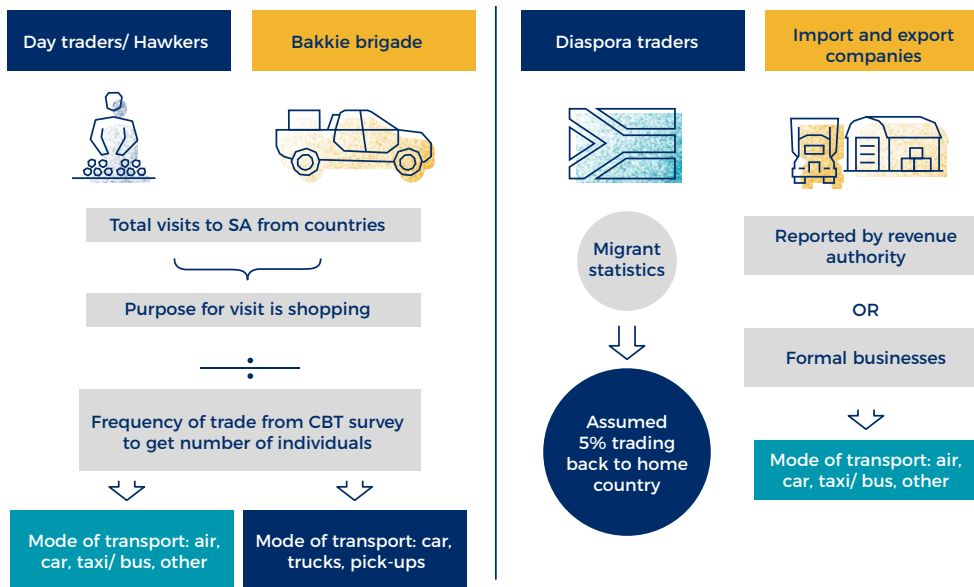 Day traders/ Hawkers
Bakkie brigade
Total visits to SA from countries
Purpose for visit is shopping
Frequency of trade from CBT survey
to get number of individuals
Mode of transport: air,
car, taxi/ bus, other
Mode of transport: car,
trucks, pick-ups
Diaspora traders
Migrant
statistics
Assumed
5% trading
back to home
country
Import and export
companies
Reported by revenue
authority
OR
Formal businesses
Mode of transport: air,
car, taxi/ bus, other